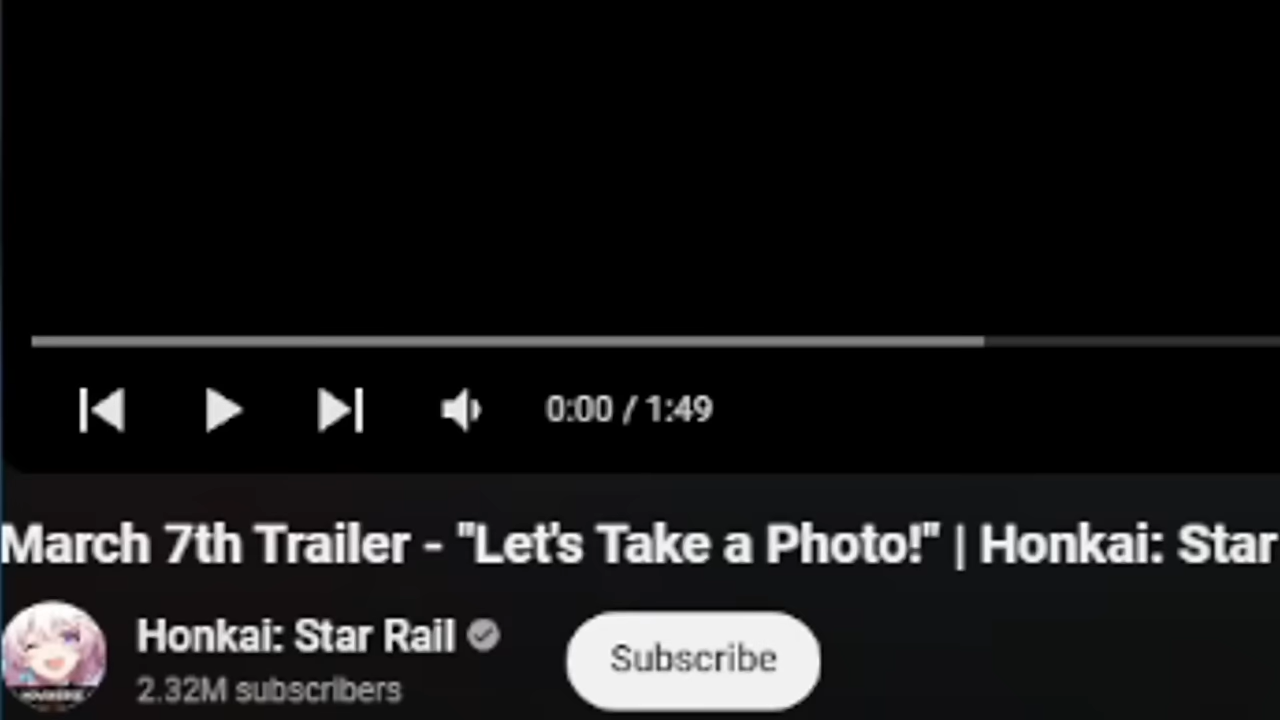 0:00 / 1:49
March 7th Trailer - "Let's Take a Photo!" | Honkai: Star
Honkai: Star Rail
Subscribe
2.32M subscribers